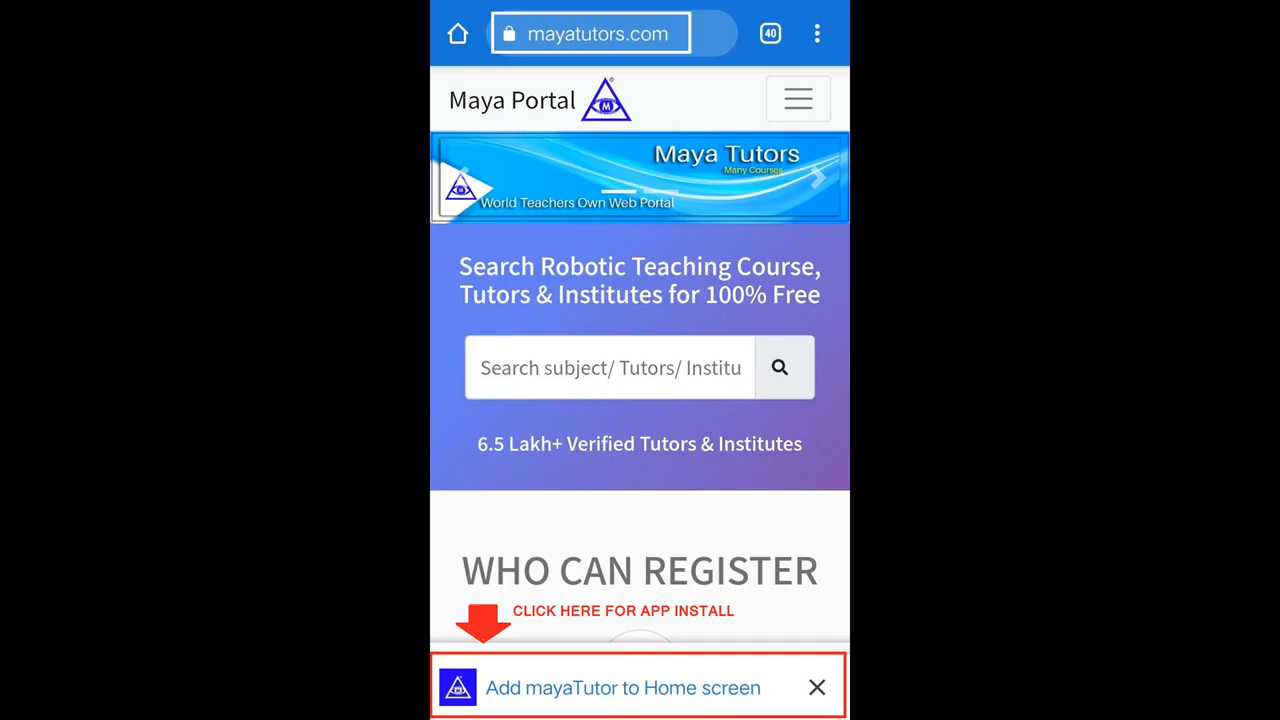 mayatutors.com
40
Maya Portal
M
Maya Tutors
Many Courses
M
World Teachers Own Web Portal
Search Robotic Teaching Course,
Tutors & Institutes for 100% Free
Search subject/ Tutors/ Institu
6.5 Lakh+ Verified Tutors & Institutes
WHO CAN REGISTER
CLICK HERE FOR APP INSTALL
M
Add mayaTutor to Home screen